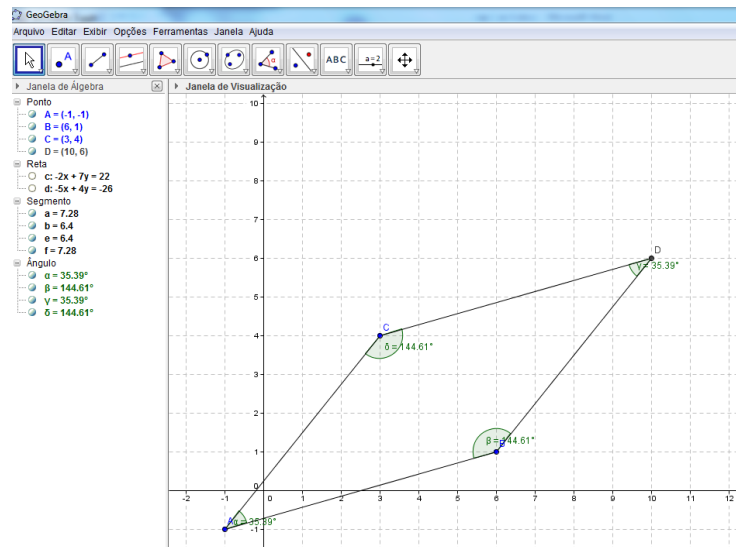 GeoGebra
Arquivo Editar Exibir Opções Ferramentas Janela Ajuda
A
α
ABC
a=2
Janela de Álgebra
Janela de Visualização
Ponto
A = (-1, -1)
B = (6, 1)
C = (3, 4)
D = (10, 6)
Reta
c: -2x + 7y = 22
d: -5x + 4y = -26
Segmento
a = 7.28
b = 6.4
e = 6.4
f = 7.28
Ângulo
α = 35.39°
β = 144.61°
γ = 35.39°
δ = 144.61°
10
9
8
7
6
5
4
3
2
1
0
-1
-2 -1 0 1 2 3 4 5 6 7 8 9 10 11 12
D
γ = 35.39°
C
δ = 144.61°
β = 144.61°
B
A
α = 35.39°